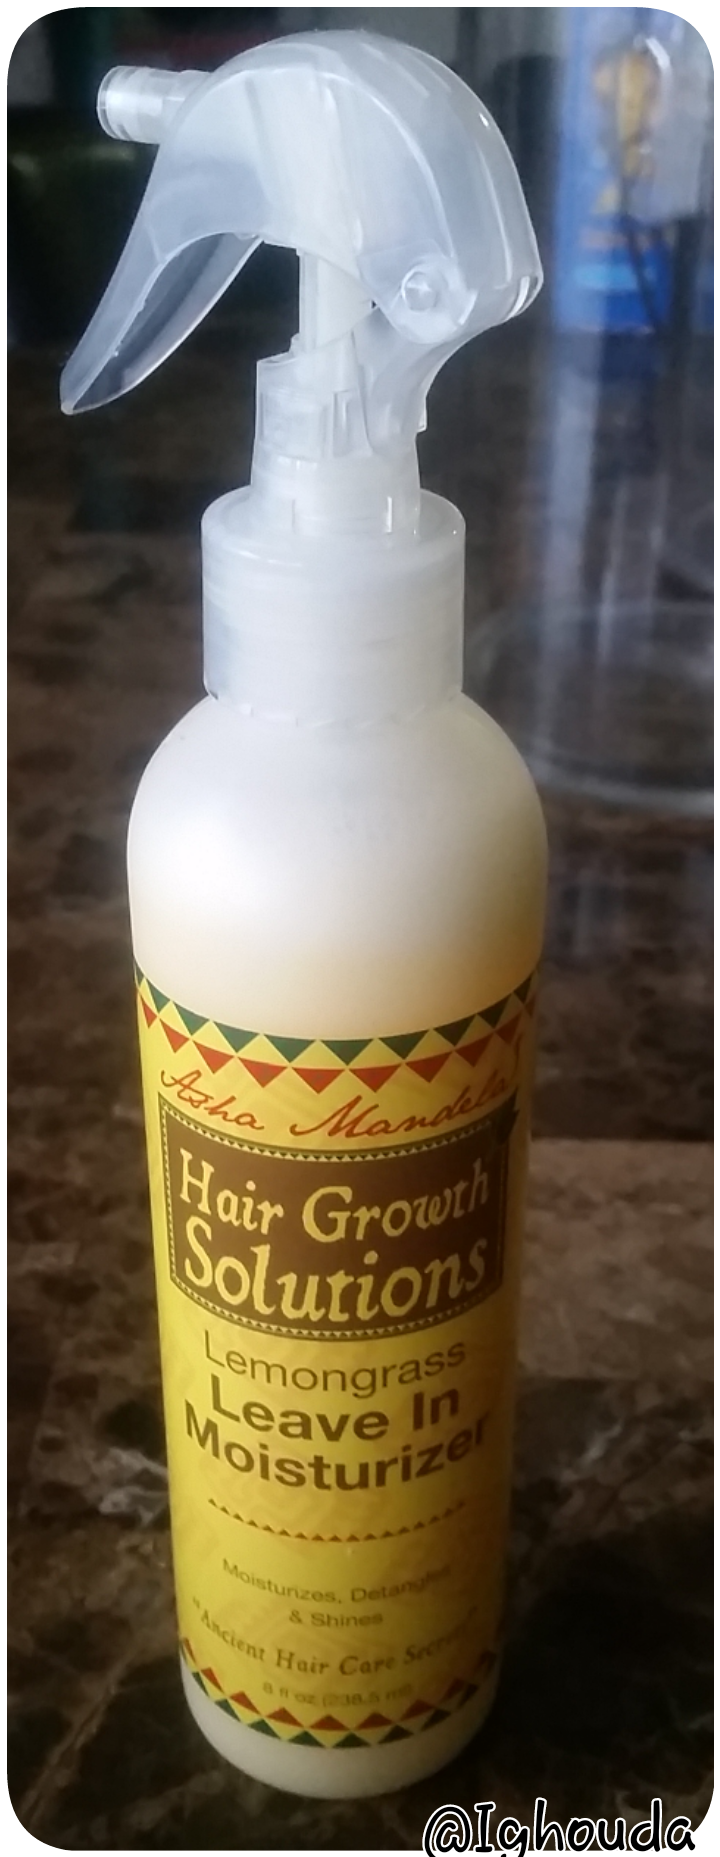 Asha Mandela's
Hair Growth
Solutions
Lemongrass
Leave In
Moisturizer
Moisturizes, Detangles
& Shines
"Ancient Hair Care Secrets"
8 fl oz (238.5 ml)
@Ighouda